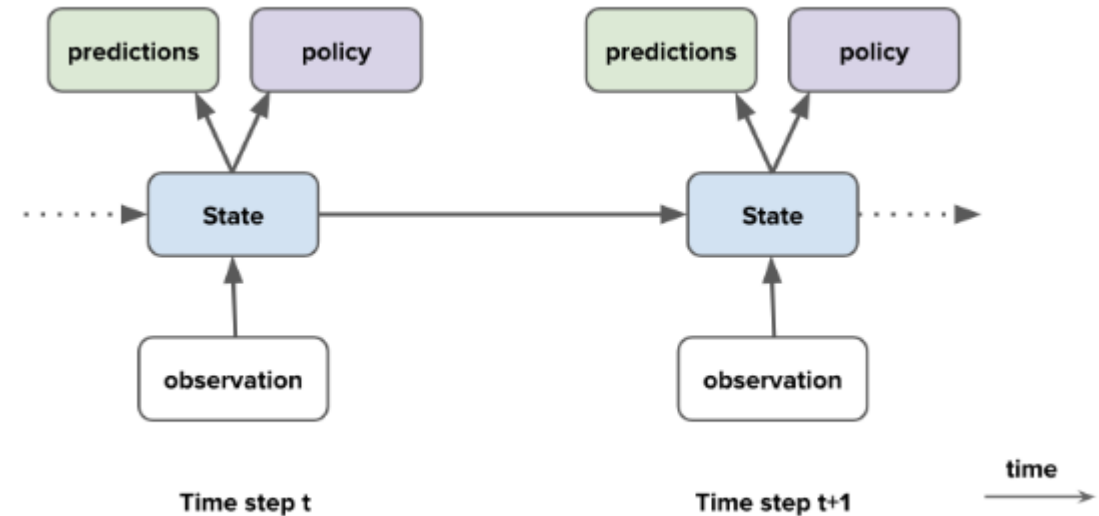 predictions
policy
predictions
policy
State
State
observation
observation
time
Time step t
Time step t+1